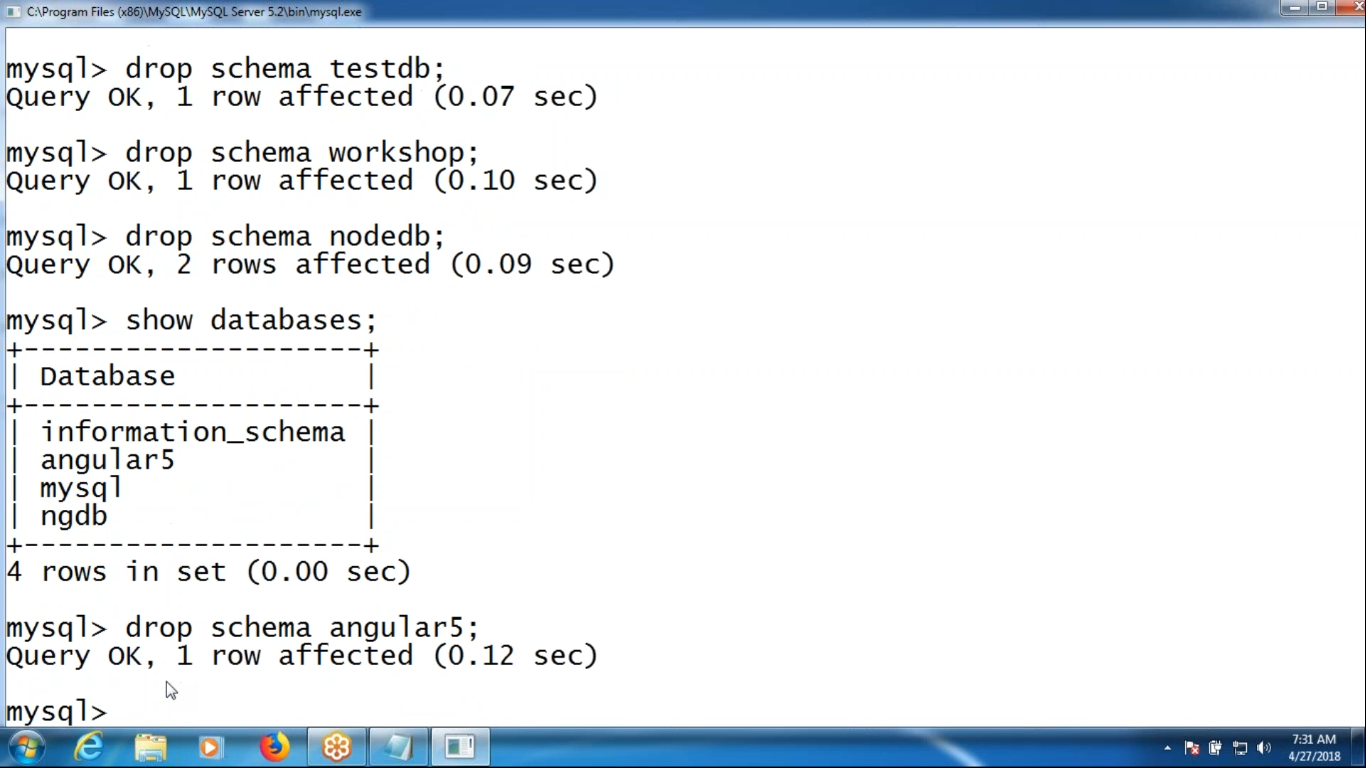 C:\Program Files (x86)\MySQL\MySQL Server 5.2\bin\mysql.exe
mysql> drop schema testdb;
Query OK, 1 row affected (0.07 sec)
mysql> drop schema workshop;
Query OK, 1 row affected (0.10 sec)
mysql> drop schema nodedb;
Query OK, 2 rows affected (0.09 sec)
mysql> show databases;
+--------------------+
| Database           |
+--------------------+
| information_schema |
| angular5           |
| mysql              |
| ngdb               |
+--------------------+
4 rows in set (0.00 sec)
mysql> drop schema angular5;
Query OK, 1 row affected (0.12 sec)
mysql>
7:31 AM
4/27/2018